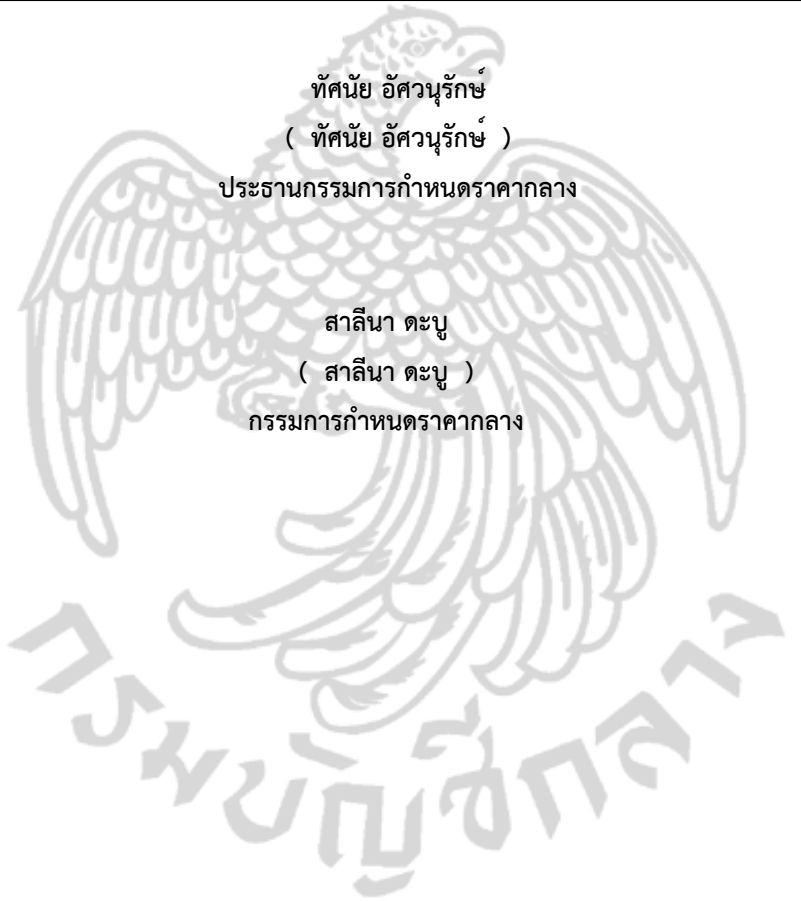 ทัศนัย อัศวนุรักษ์
( ทัศนัย อัศวนุรักษ์ )
ประธานกรรมการกำหนดราคากลาง
สาลีนา ดะบู
( สาลีนา ดะบู )
กรรมการกำหนดราคากลาง
กรมบัญชีกลาง